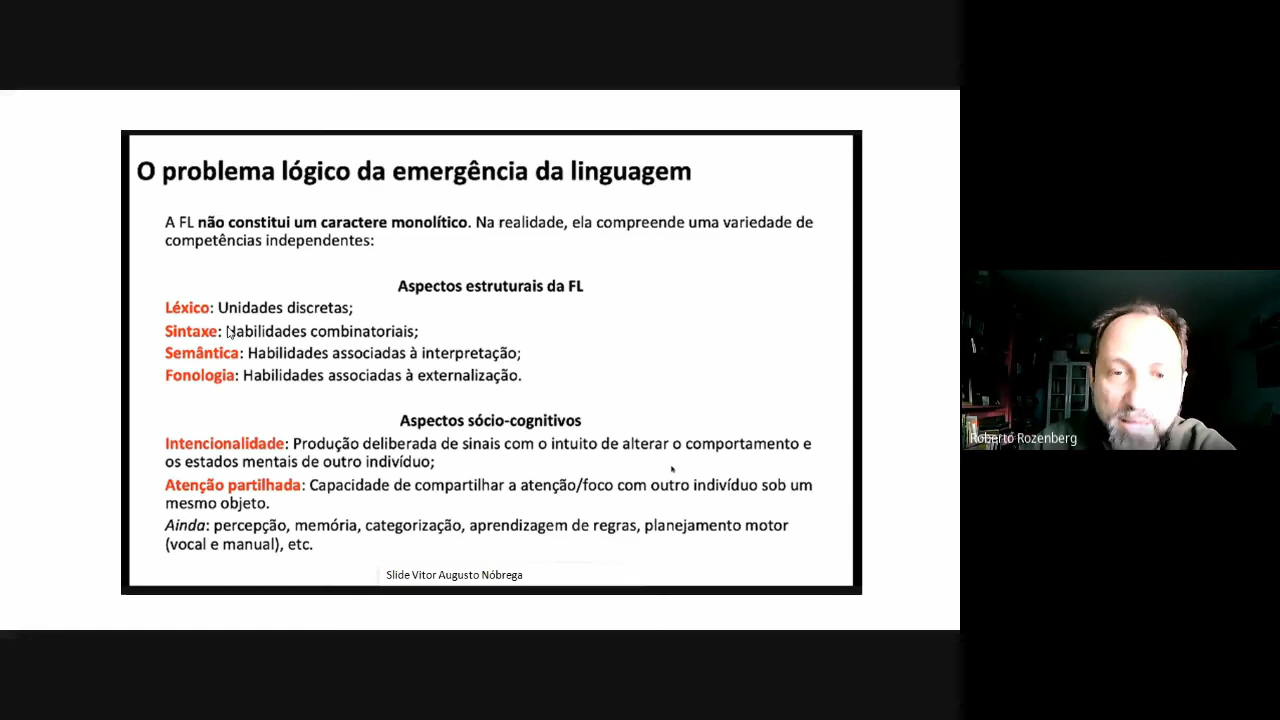 O problema lógico da emergência da linguagem
A FL não constitui um caractere monolítico. Na realidade, ela compreende uma variedade de
competências independentes:
Aspectos estruturais da FL
Léxico: Unidades discretas;
Sintaxe: Habilidades combinatoriais;
Semântica: Habilidades associadas à interpretação;
Fonologia: Habilidades associadas à externalização.
Aspectos sócio-cognitivos
Intencionalidade: Produção deliberada de sinais com o intuito de alterar o comportamento e
os estados mentais de outro indivíduo;
Atenção partilhada: Capacidade de compartilhar a atenção/foco com outro indivíduo sob um
mesmo objeto.
Ainda: percepção, memória, categorização, aprendizagem de regras, planejamento motor
(vocal e manual), etc.
Slide Vitor Augusto Nóbrega
Roberto Rozenberg